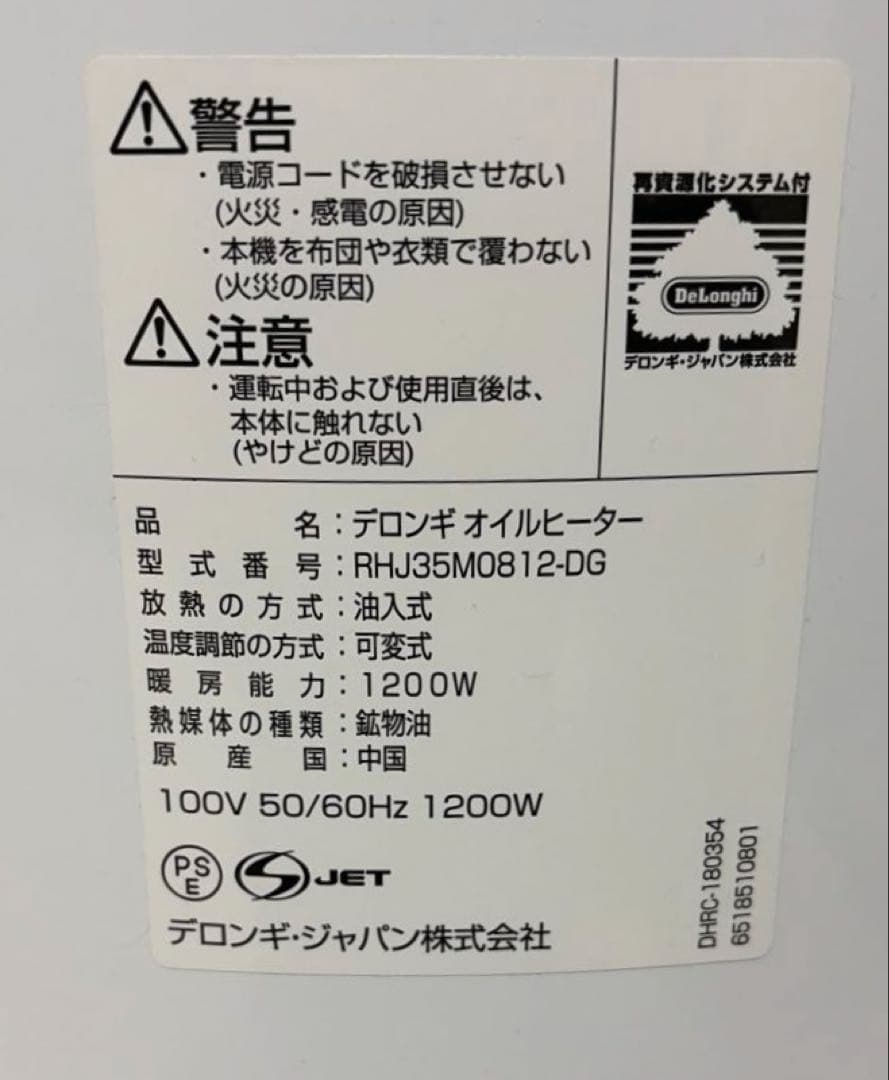 警告
・電源コードを破損させない
(火災・感電の原因)
・本機を布団や衣類で覆わない
(火災の原因)
注意
・運転中および使用直後は、
本体に触れない
(やけどの原因)
再資源化システム付
DeLonghi
デロンギ・ジャパン株式会社
品名：デロンギ オイルヒーター
型式番号：RHJ35M0812-DG
放熱の方式：油入式
温度調節の方式：可変式
暖房能力：1200W
熱媒体の種類：鉱物油
原産国：中国
100V 50/60Hz 1200W
PS
E
S JET
デロンギ・ジャパン株式会社
DHRC-180354
6518510801